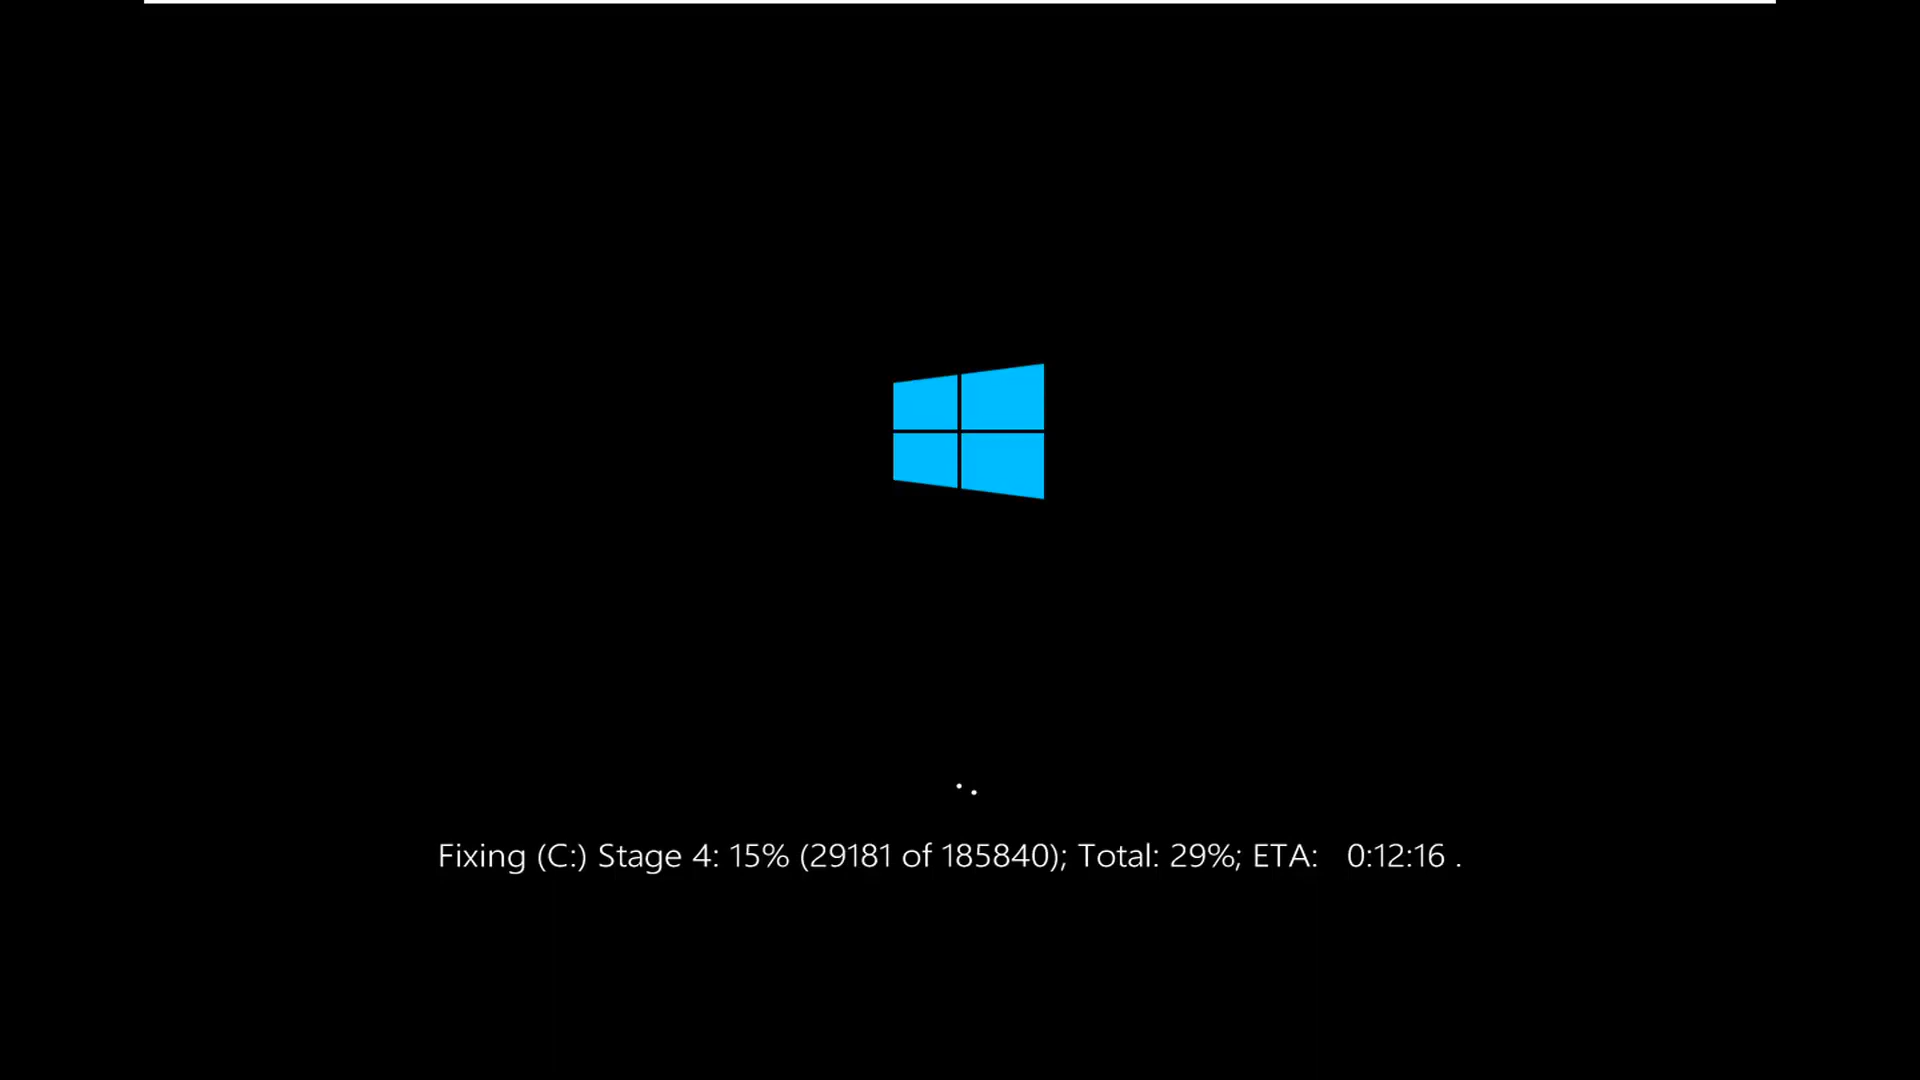 Fixing (C:) Stage 4: 15% (29181 of 185840); Total: 29%; ETA:   0:12:16 .